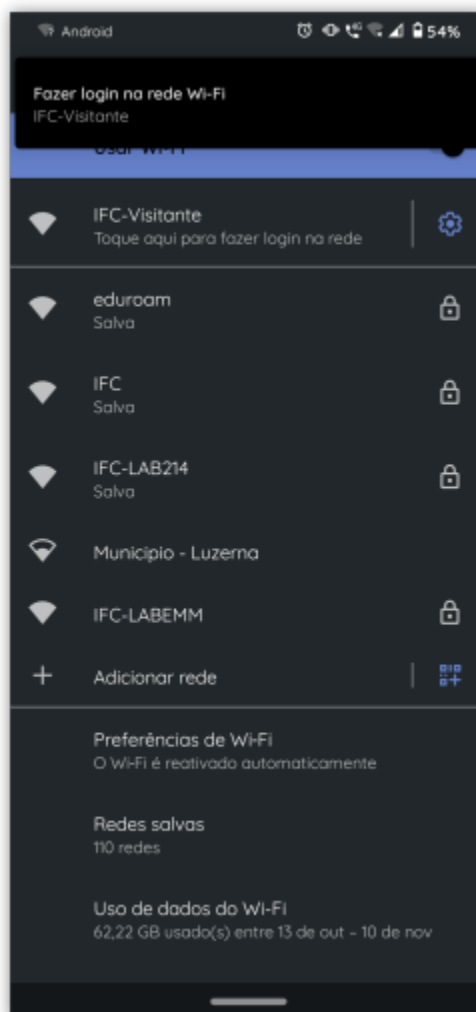 Android
54%
Fazer login na rede Wi-Fi
IFC-Visitante
Usar Wi-Fi
IFC-Visitante
Toque aqui para fazer login na rede
eduroam
Salva
IFC
Salva
IFC-LAB214
Salva
Municipio - Luzerna
IFC-LABEMM
Adicionar rede
Preferências de Wi-Fi
O Wi-Fi é reativado automaticamente
Redes salvas
110 redes
Uso de dados do Wi-Fi
62,22 GB usado(s) entre 13 de out – 10 de nov